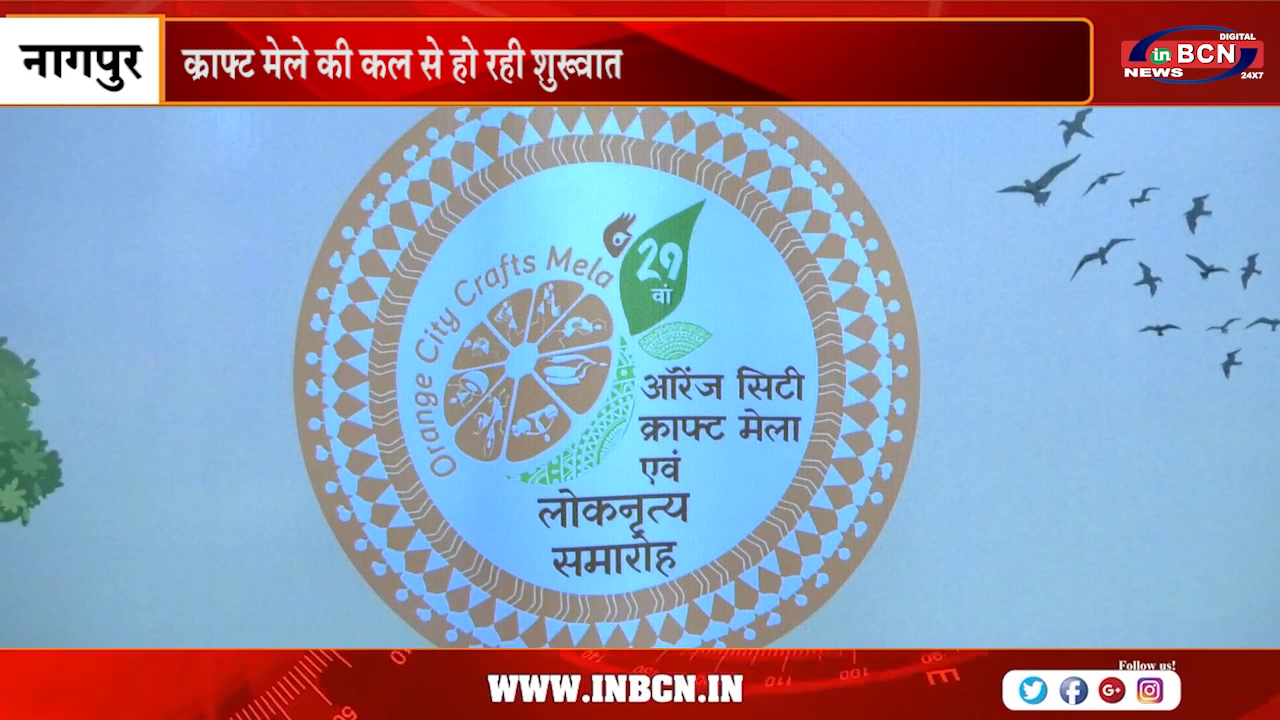 नागपुर
क्राफ्ट मेले की कल से हो रही शुरूवात
DIGITAL
in BCN
NEWS
24X7
Orange City Crafts Mela
29
वां
ऑरेंज सिटी
क्राफ्ट मेला
एवं
लोकनृत्य
समारोह
WWW.INBCN.IN
Follow us!